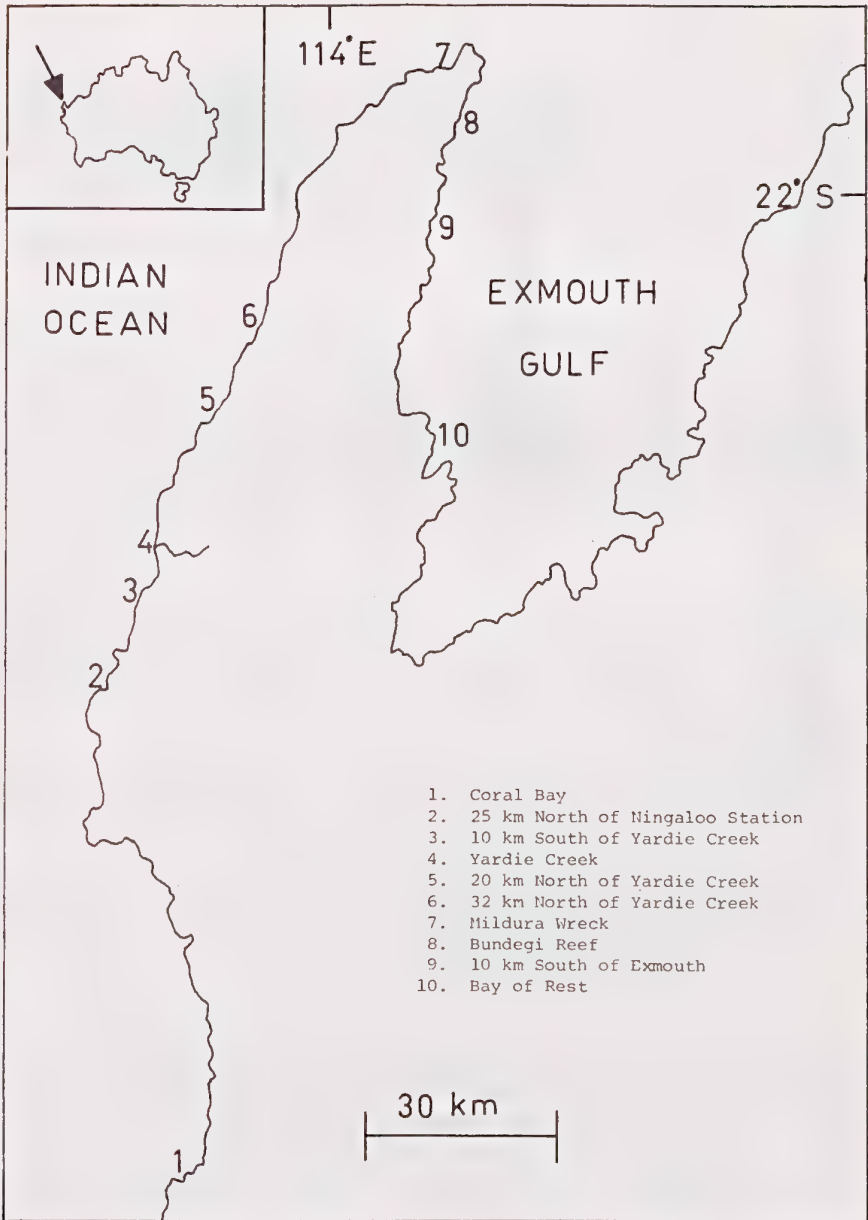 114° E
7
8
22° S
9
INDIAN
OCEAN
EXMOUTH
GULF
6
5
10
4
3
2
1. Coral Bay
2. 25 km North of Ningaloo Station
3. 10 km South of Yardie Creek
4. Yardie Creek
5. 20 km North of Yardie Creek
6. 32 km North of Yardie Creek
7. Mildura Wreck
8. Bundegi Reef
9. 10 km South of Exmouth
10. Bay of Rest
30 km
1